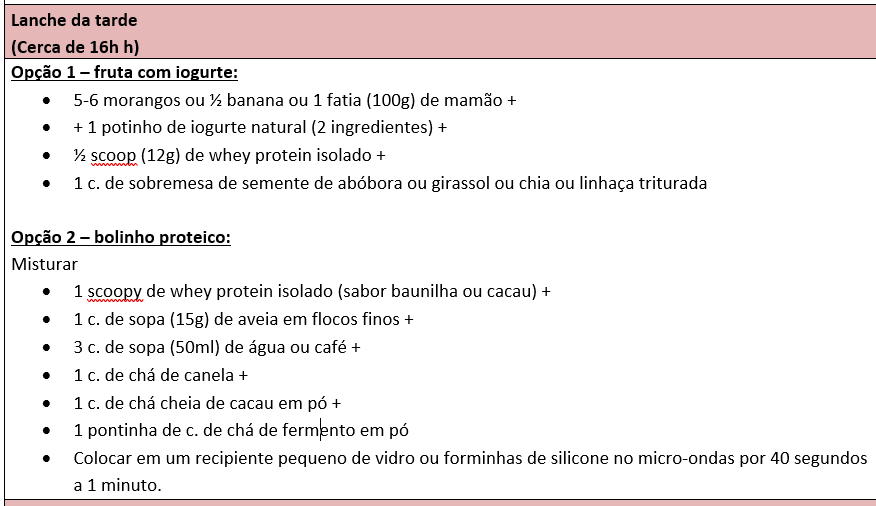 Lanche da tarde
(Cerca de 16h h)
Opção 1 – fruta com iogurte:
• 5-6 morangos ou ½ banana ou 1 fatia (100g) de mamão +
• + 1 potinho de iogurte natural (2 ingredientes) +
• ½ scoop (12g) de whey protein isolado +
• 1 c. de sobremesa de semente de abóbora ou girassol ou chia ou linhaça triturada
Opção 2 – bolinho proteico:
Misturar
• 1 scoopy de whey protein isolado (sabor baunilha ou cacau) +
• 1 c. de sopa (15g) de aveia em flocos finos +
• 3 c. de sopa (50ml) de água ou café +
• 1 c. de chá de canela +
• 1 c. de chá cheia de cacau em pó +
• 1 pontinha de c. de chá de fermento em pó
• Colocar em um recipiente pequeno de vidro ou forminhas de silicone no micro-ondas por 40 segundos
a 1 minuto.